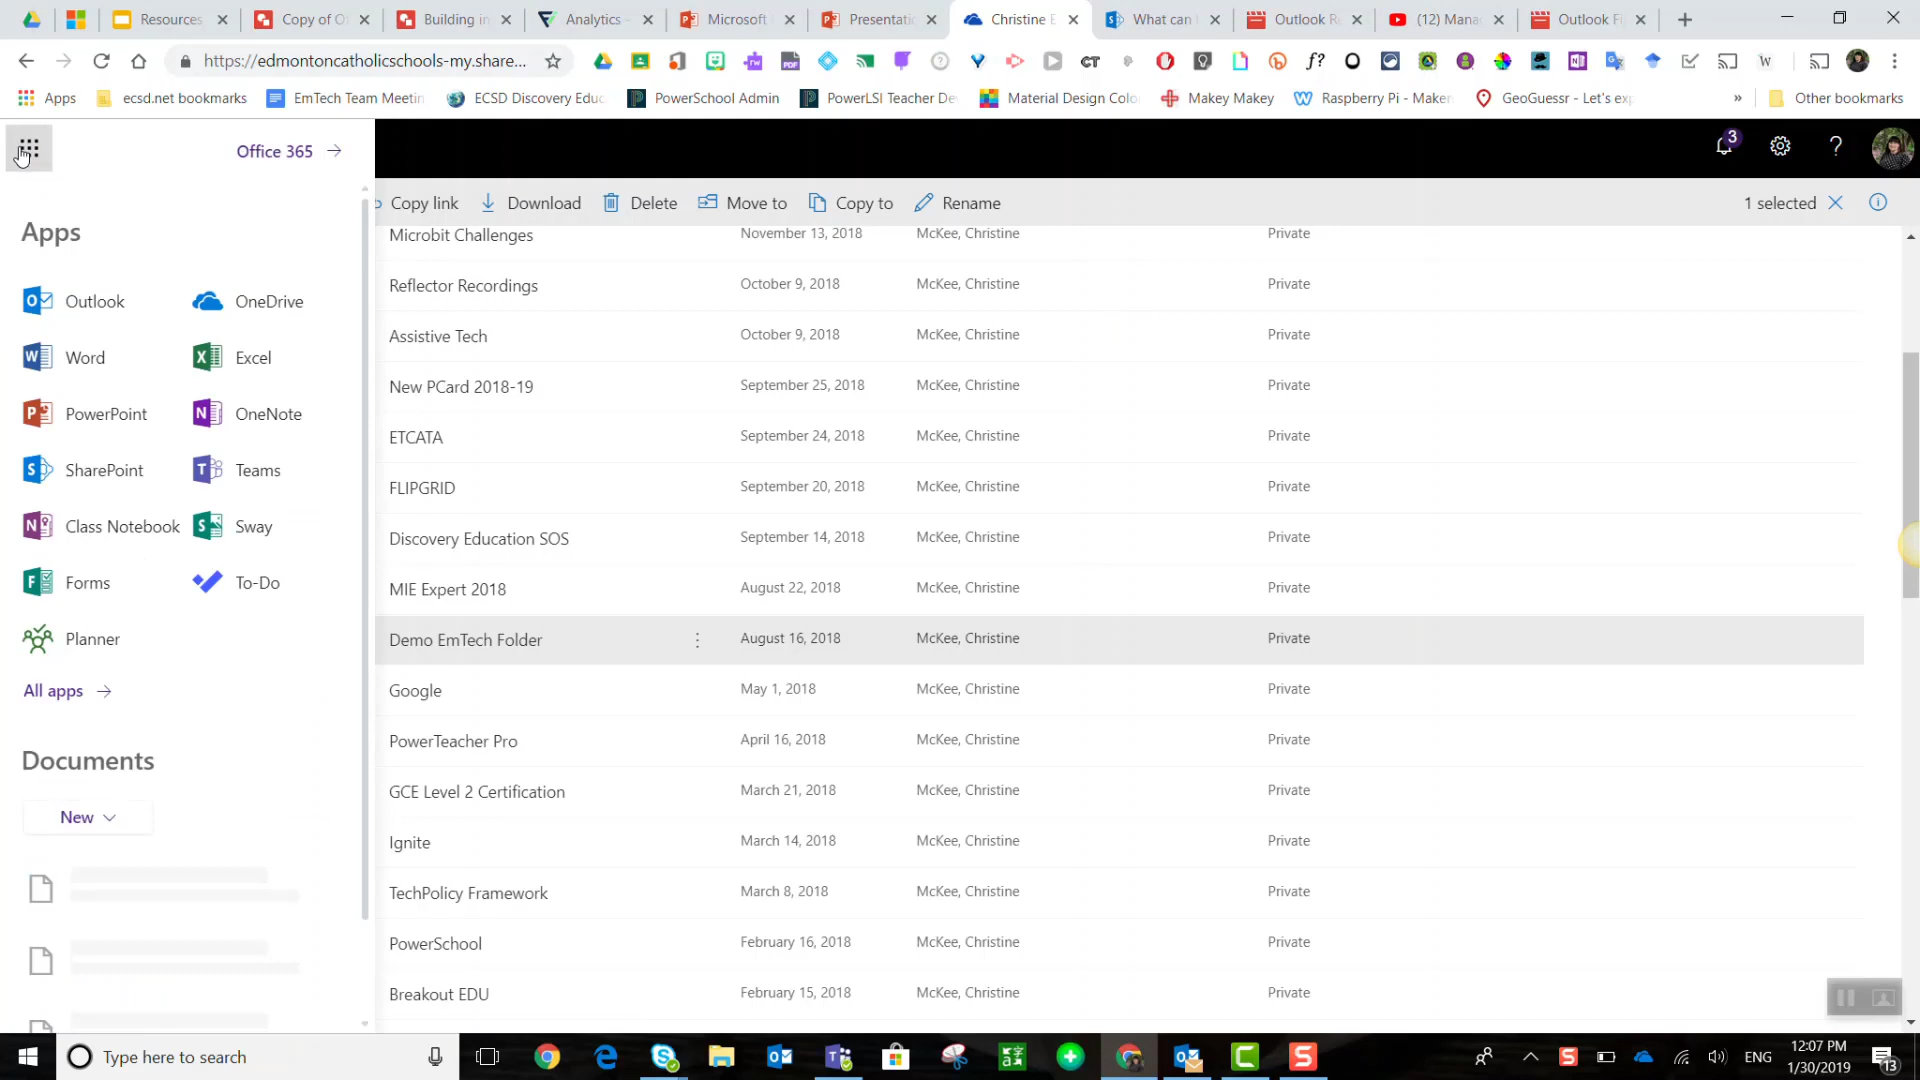 Resources
Copy of O
Building in
Analytics -
Microsoft
Presentatic
Christine E
What can
Outlook R
(12) Mana
Outlook Fi
https://edmontoncatholicschools-my.share...
Apps
ecsd.net bookmarks
EmTech Team Meetin
ECSD Discovery Educ
PowerSchool Admin
PowerLSI Teacher De
Material Design Colo
Makey Makey
Raspberry Pi - Maker
GeoGuessr - Let's exp
»
Other bookmarks
Office 365
3
Copy link
Download
Delete
Move to
Copy to
Rename
1 selected
Apps
Outlook
OneDrive
Word
Excel
PowerPoint
OneNote
SharePoint
Teams
Class Notebook
Sway
Forms
To-Do
Planner
All apps
Documents
New
Microbit Challenges November 13, 2018 McKee, Christine Private
Reflector Recordings October 9, 2018 McKee, Christine Private
Assistive Tech October 9, 2018 McKee, Christine Private
New PCard 2018-19 September 25, 2018 McKee, Christine Private
ETCATA September 24, 2018 McKee, Christine Private
FLIPGRID September 20, 2018 McKee, Christine Private
Discovery Education SOS September 14, 2018 McKee, Christine Private
MIE Expert 2018 August 22, 2018 McKee, Christine Private
Demo EmTech Folder August 16, 2018 McKee, Christine Private
Google May 1, 2018 McKee, Christine Private
PowerTeacher Pro April 16, 2018 McKee, Christine Private
GCE Level 2 Certification March 21, 2018 McKee, Christine Private
Ignite March 14, 2018 McKee, Christine Private
TechPolicy Framework March 8, 2018 McKee, Christine Private
PowerSchool February 16, 2018 McKee, Christine Private
Breakout EDU February 15, 2018 McKee, Christine Private
Type here to search
ENG
12:07 PM
1/30/2019
13